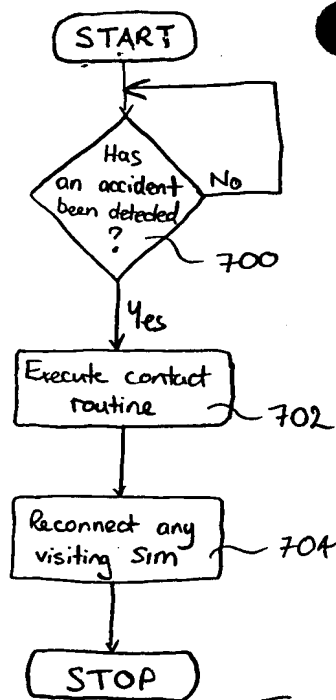 START
Has
an accident
been detected
?
No
700
Yes
Execute contact
routine
702
Reconnect any
visiting Sim
704
STOP